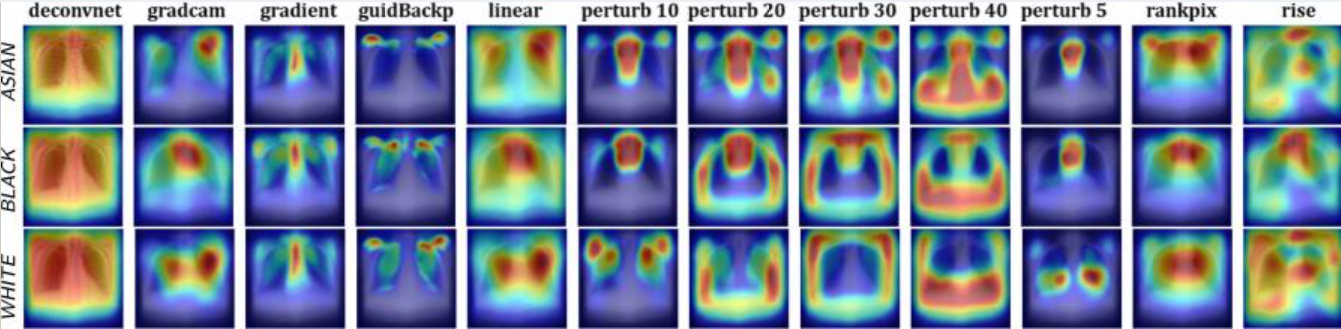 deconvnet gradcam gradient guidBackp linear perturb 10 perturb 20 perturb 30 perturb 40 perturb 5 rankpix rise
ASIAN
BLACK
WHITE